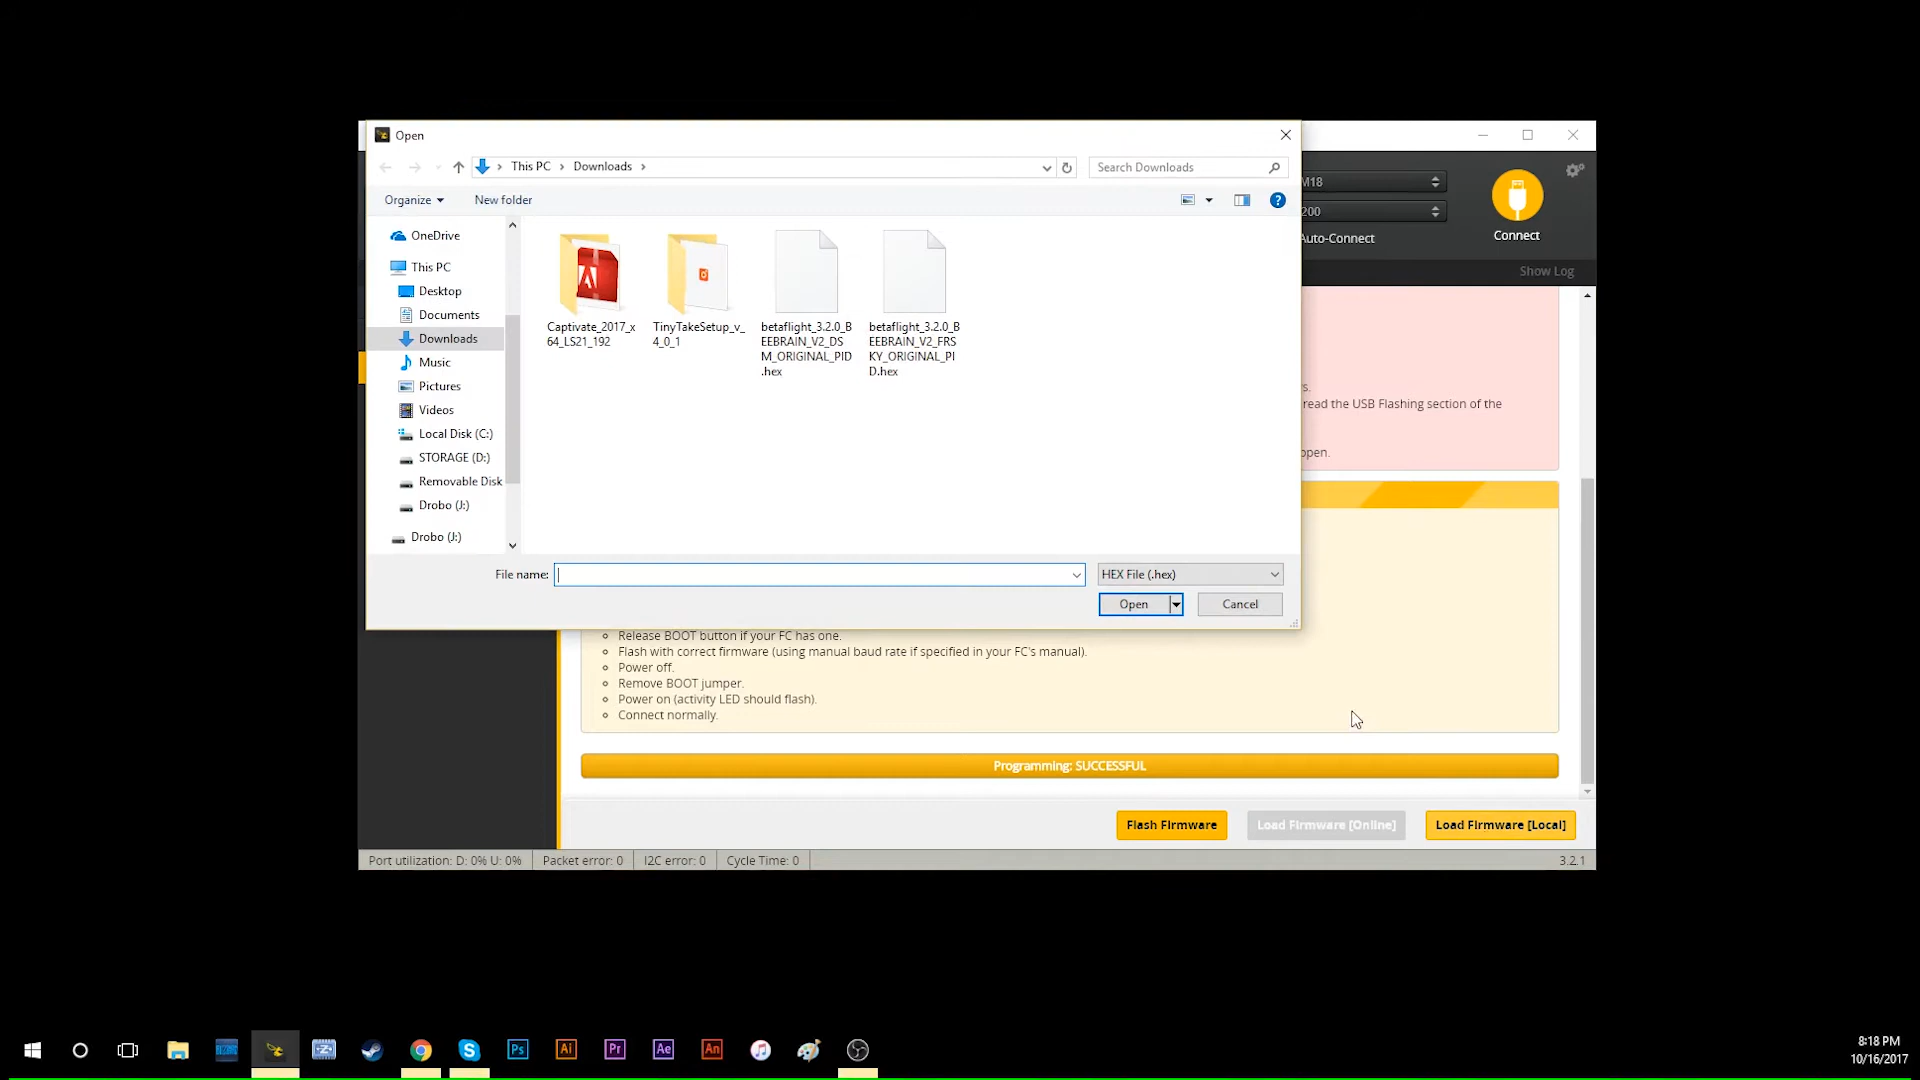 Open
This PC > Downloads >
Search Downloads
Organize
New folder
OneDrive
This PC
Desktop
Documents
Downloads
Music
Pictures
Videos
Local Disk (C:)
STORAGE (D:)
Removable Disk
Drobo (J:)
Drobo (J:)
Captivate_2017_x
64_LS21_192
TinyTakeSetup_v_
4_0_1
betaflight_3.2.0_B
EEBRAIN_V2_DS
M_ORIGINAL_PID
.hex
betaflight_3.2.0_B
EEBRAIN_V2_FRS
KY_ORIGINAL_PI
D.hex
File name:
HEX File (.hex)
Open
Cancel
M18
200
Auto-Connect
Connect
Show Log
s.
read the USB Flashing section of the
open.
Release BOOT button if your FC has one.
Flash with correct firmware (using manual baud rate if specified in your FC's manual).
Power off.
Remove BOOT jumper.
Power on (activity LED should flash).
Connect normally.
Programming: SUCCESSFUL
Flash Firmware
Load Firmware [Online]
Load Firmware [Local]
Port utilization: D: 0% U: 0%
Packet error: 0
I2C error: 0
Cycle Time: 0
3.2.1
Ps
Ai
Pr
Ae
An
8:18 PM
10/16/2017